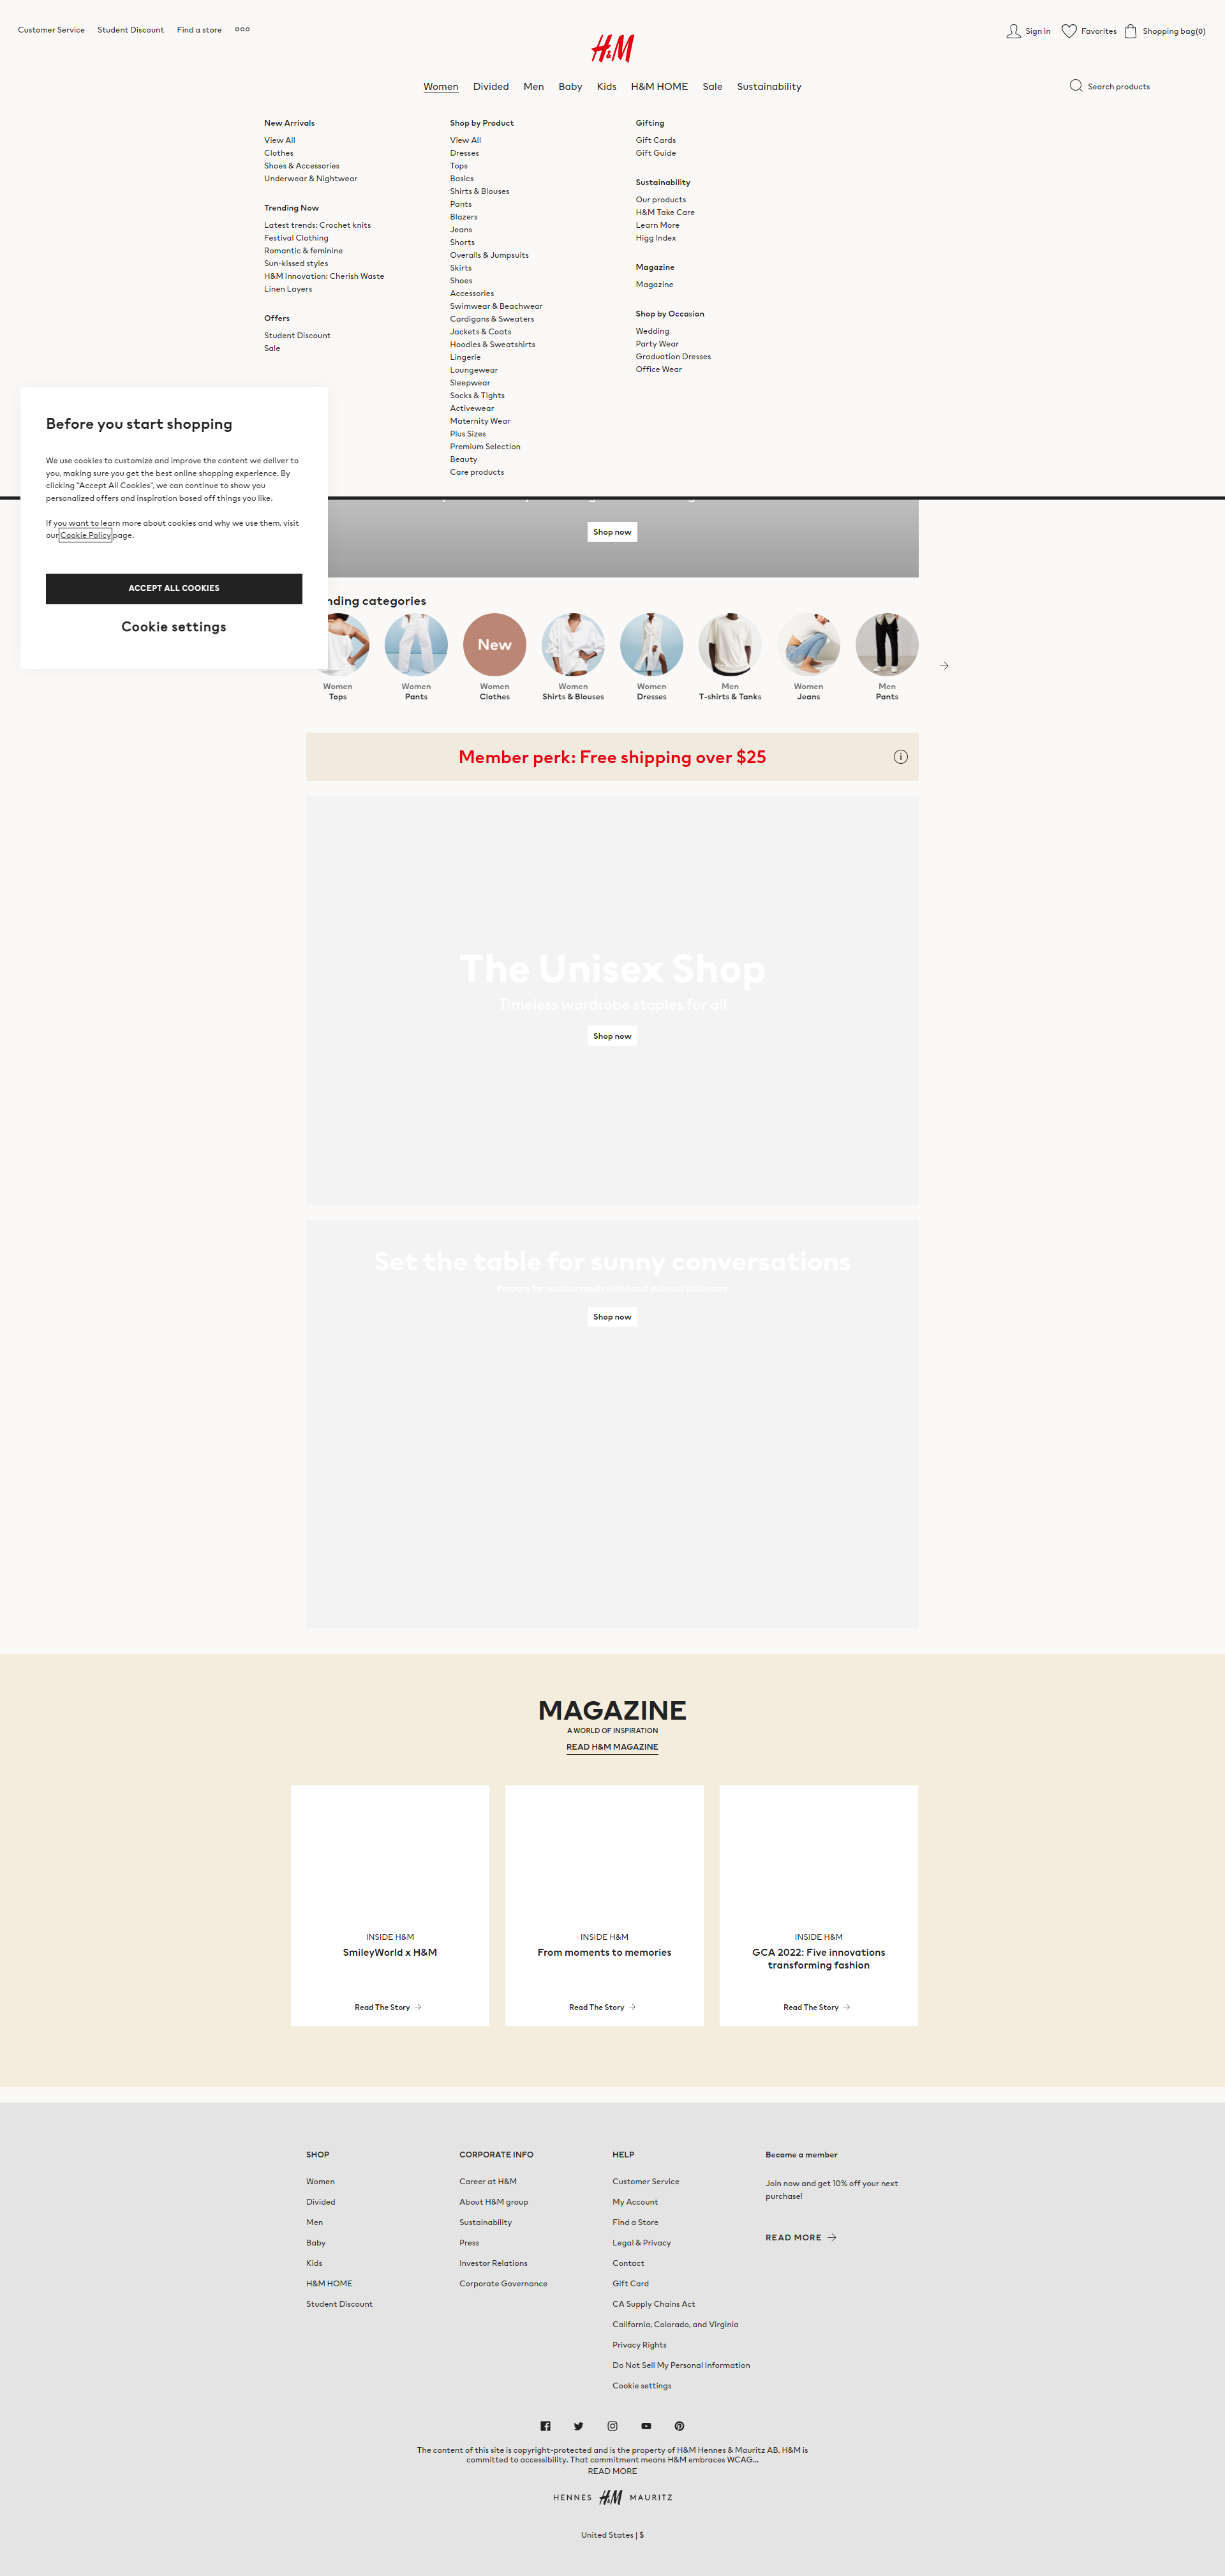 Customer Service Student Discount Find a store
H&M
Sign in Favorites Shopping bag(0)
Women Divided Men Baby Kids H&M HOME Sale Sustainability
Search products
New Arrivals
View All
Clothes
Shoes & Accessories
Underwear & Nightwear
Trending Now
Latest trends: Crochet knits
Festival Clothing
Romantic & feminine
Sun-kissed styles
H&M Innovation: Cherish Waste
Linen Layers
Offers
Student Discount
Sale
Shop by Product
View All
Dresses
Tops
Basics
Shirts & Blouses
Pants
Blazers
Jeans
Shorts
Overalls & Jumpsuits
Skirts
Shoes
Accessories
Swimwear & Beachwear
Cardigans & Sweaters
Jackets & Coats
Hoodies & Sweatshirts
Lingerie
Loungewear
Sleepwear
Socks & Tights
Activewear
Maternity Wear
Plus Sizes
Premium Selection
Beauty
Care products
Gifting
Gift Cards
Gift Guide
Sustainability
Our products
H&M Take Care
Learn More
Higg Index
Magazine
Magazine
Shop by Occasion
Wedding
Party Wear
Graduation Dresses
Office Wear
Before you start shopping
We use cookies to customize and improve the content we deliver to
you, making sure you get the best online shopping experience. By
clicking "Accept All Cookies", we can continue to show you
personalized offers and inspiration based off things you like.
If you want to learn more about cookies and why we use them, visit
our Cookie Policy page.
ACCEPT ALL COOKIES
Cookie settings
Shop now
nding categories
New
Women
Tops
Women
Pants
Women
Clothes
Women
Shirts & Blouses
Women
Dresses
Men
T-shirts & Tanks
Women
Jeans
Men
Pants
Member perk: Free shipping over $25
The Unisex Shop
Timeless wardrobe staples for all
Shop now
Set the table for sunny conversations
Shop now
MAGAZINE
A WORLD OF INSPIRATION
READ H&M MAGAZINE
INSIDE H&M
SmileyWorld x H&M
Read The Story
INSIDE H&M
From moments to memories
Read The Story
INSIDE H&M
GCA 2022: Five innovations
transforming fashion
Read The Story
SHOP
Women
Divided
Men
Baby
Kids
H&M HOME
Student Discount
CORPORATE INFO
Career at H&M
About H&M group
Sustainability
Press
Investor Relations
Corporate Governance
HELP
Customer Service
My Account
Find a Store
Legal & Privacy
Contact
Gift Card
CA Supply Chains Act
California, Colorado, and Virginia
Privacy Rights
Do Not Sell My Personal Information
Cookie settings
Become a member
Join now and get 10% off your next
purchase!
READ MORE
The content of this site is copyright-protected and is the property of H&M Hennes & Mauritz AB. H&M is
committed to accessibility. That commitment means H&M embraces WCAG...
READ MORE
HENNES H&M MAURITZ
United States | $